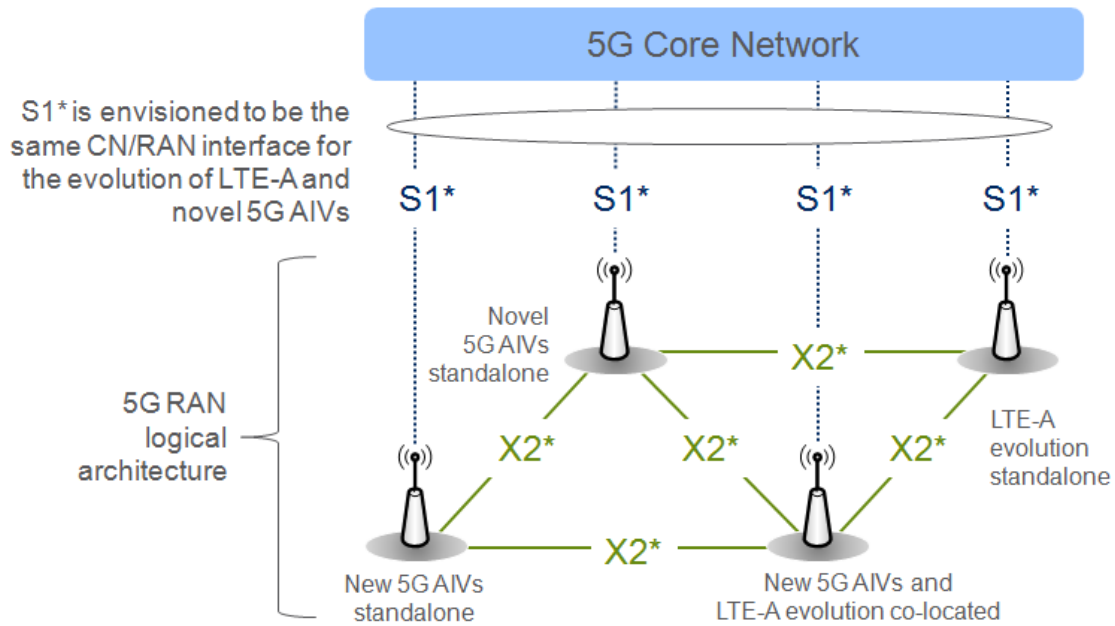 5G Core Network
S1* is envisioned to be the
same CN/RAN interface for
the evolution of LTE-A and
novel 5G AIVs
S1*
S1*
S1*
S1*
Novel
5G AIVs
standalone
X2*
5G RAN
logical
architecture
LTE-A
evolution
standalone
X2*
X2*
X2*
X2*
New 5G AIVs
standalone
New 5G AIVs and
LTE-A evolution co-located